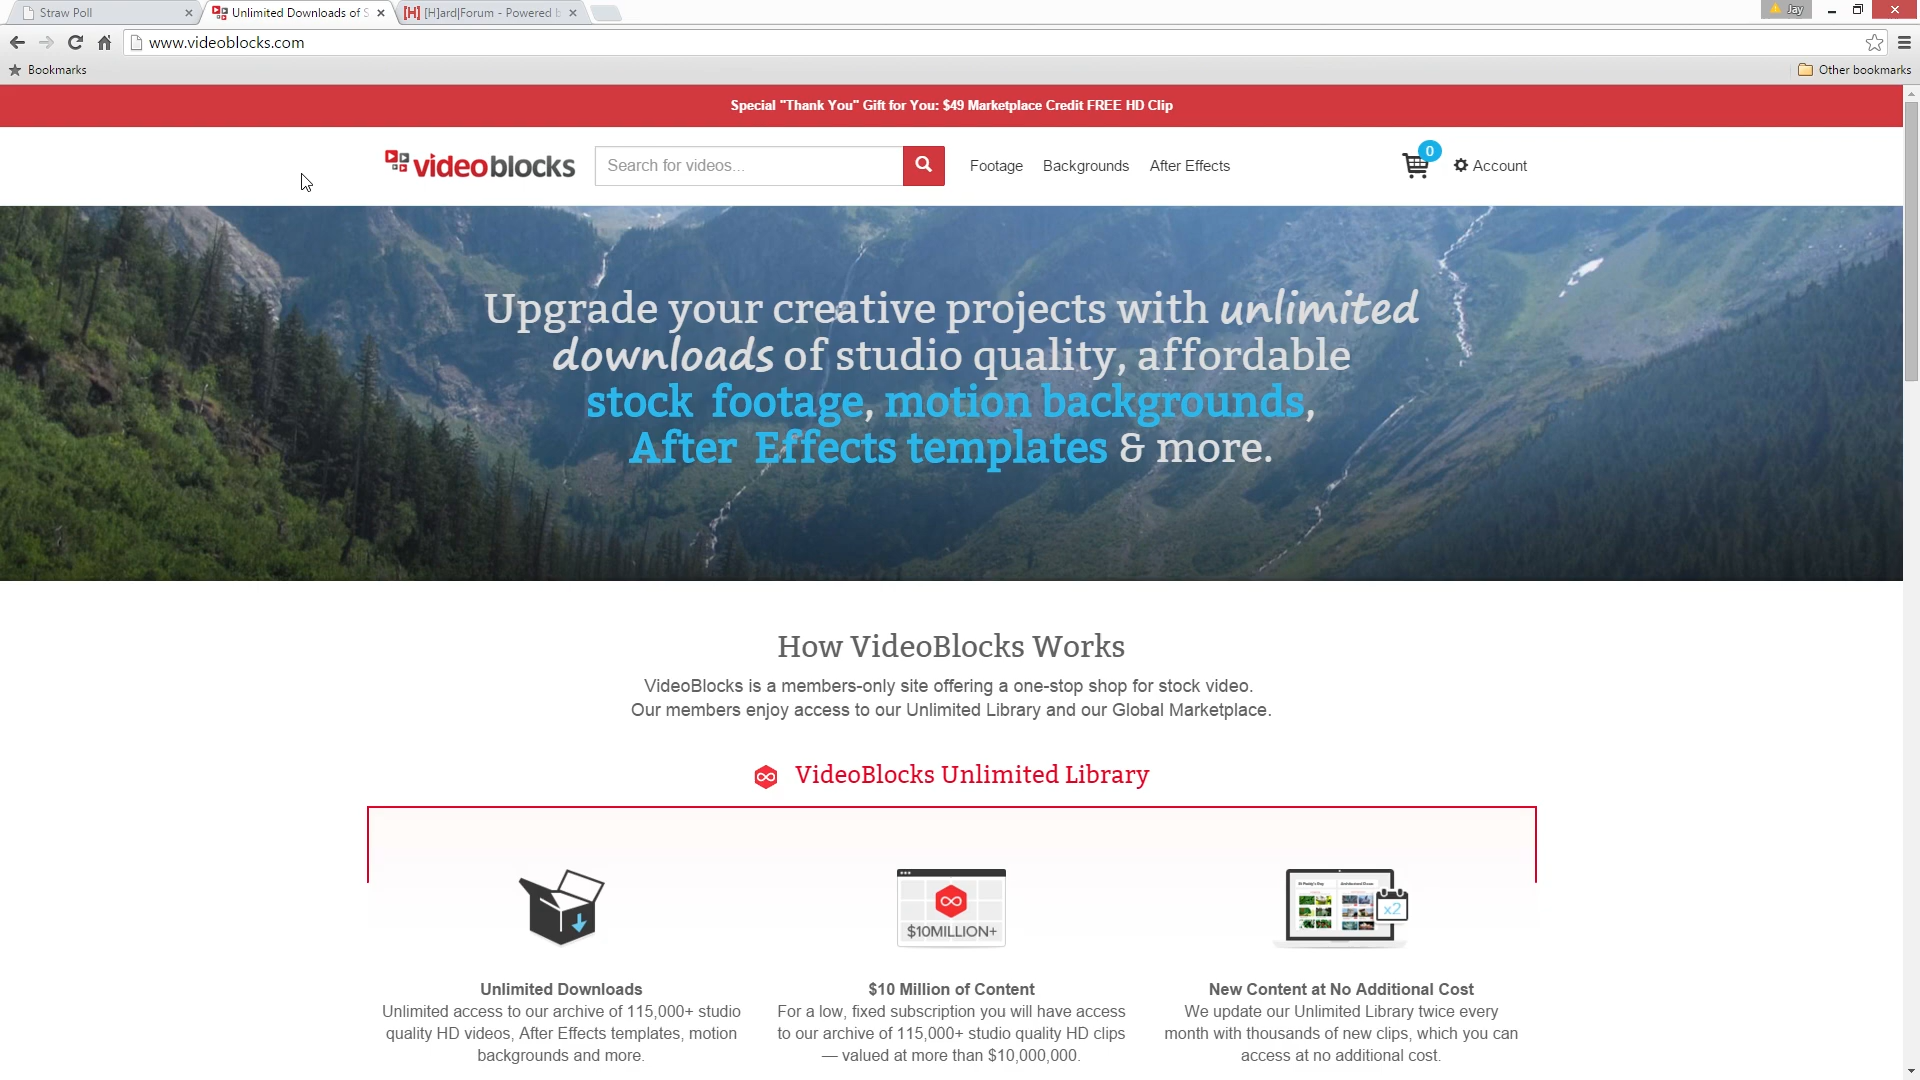 Straw Poll
Unlimited Downloads of S
[H]ard|Forum - Powered b
Jay
www.videoblocks.com
Bookmarks
Other bookmarks
Special "Thank You" Gift for You: $49 Marketplace Credit FREE HD Clip
videoblocks
Search for videos...
Footage
Backgrounds
After Effects
0
Account
Upgrade your creative projects with unlimited
downloads of studio quality, affordable
stock footage, motion backgrounds,
After Effects templates & more.
How VideoBlocks Works
VideoBlocks is a members-only site offering a one-stop shop for stock video.
Our members enjoy access to our Unlimited Library and our Global Marketplace.
VideoBlocks Unlimited Library
$10MILLION+
x2
Unlimited Downloads
Unlimited access to our archive of 115,000+ studio
quality HD videos, After Effects templates, motion
backgrounds and more.
$10 Million of Content
For a low, fixed subscription you will have access
to our archive of 115,000+ studio quality HD clips
— valued at more than $10,000,000.
New Content at No Additional Cost
We update our Unlimited Library twice every
month with thousands of new clips, which you can
access at no additional cost.